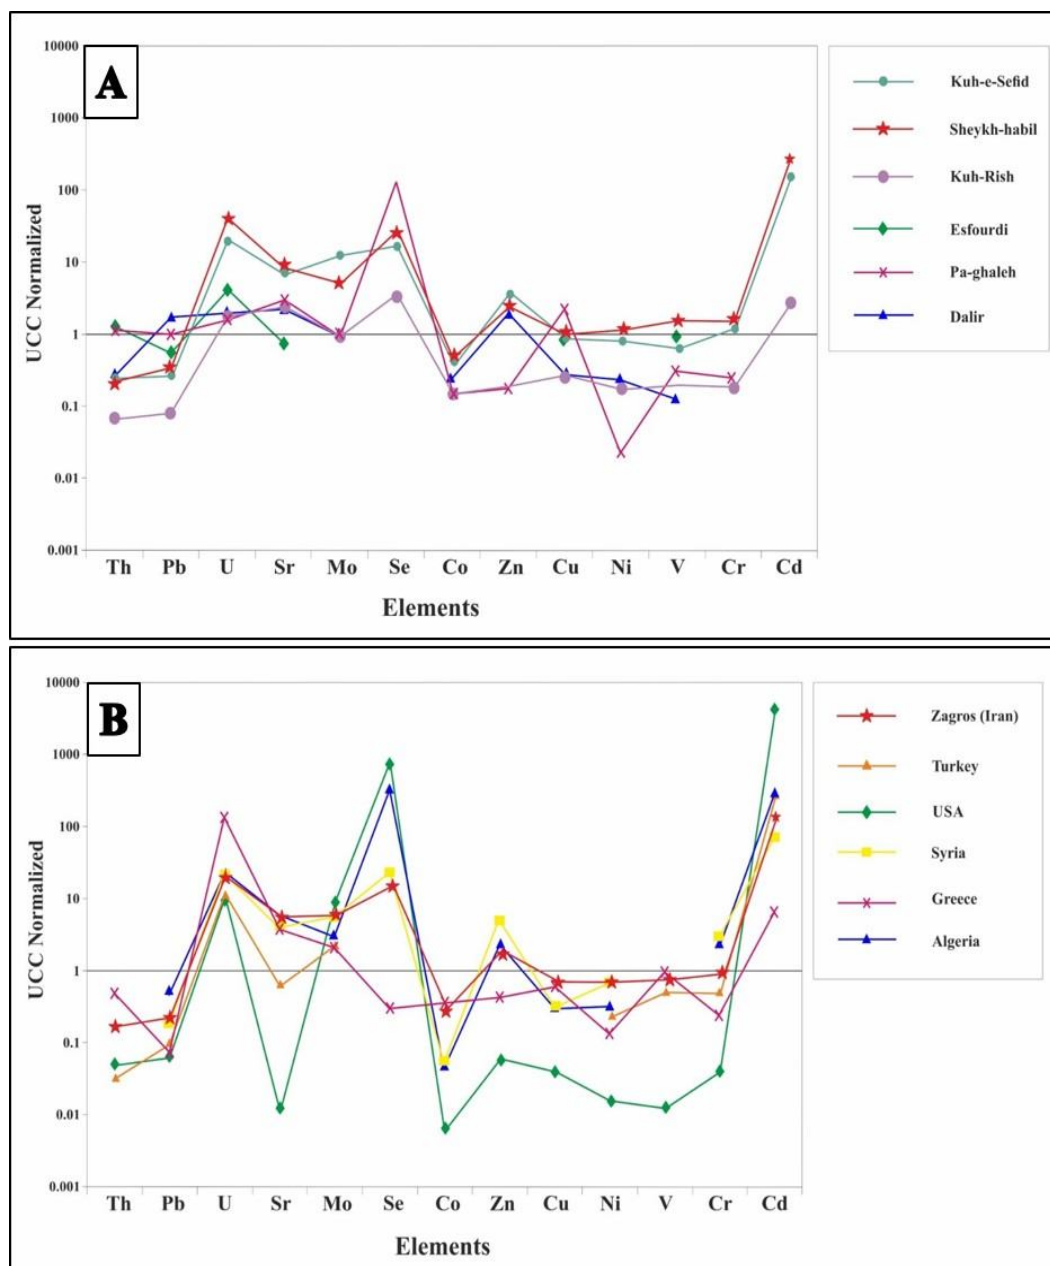 A
10000
1000
100
10
1
0.1
0.01
0.001
UCC Normalized
Th Pb U Sr Mo Se Co Zn Cu Ni V Cr Cd
Elements
Kuh-e-Sefid
Sheykh-habil
Kuh-Rish
Esfourdi
Pa-ghaleh
Dalir
B
10000
1000
100
10
1
0.1
0.01
0.001
UCC Normalized
Th Pb U Sr Mo Se Co Zn Cu Ni V Cr Cd
Elements
Zagros (Iran)
Turkey
USA
Syria
Greece
Algeria